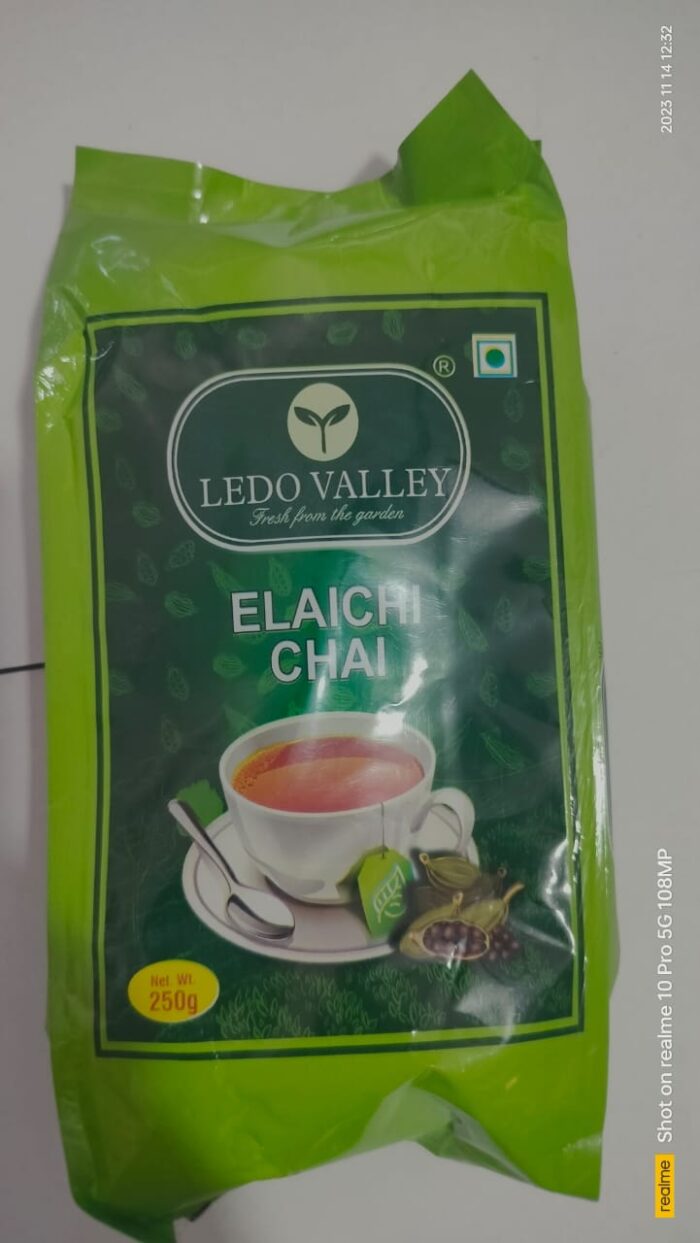 ®
LEDO VALLEY
Fresh from the garden
ELAICHI
CHAI
Net. Wt.
250g
2023 11 14 12:32
Shot on realme 10 Pro 5G 108MP
realme